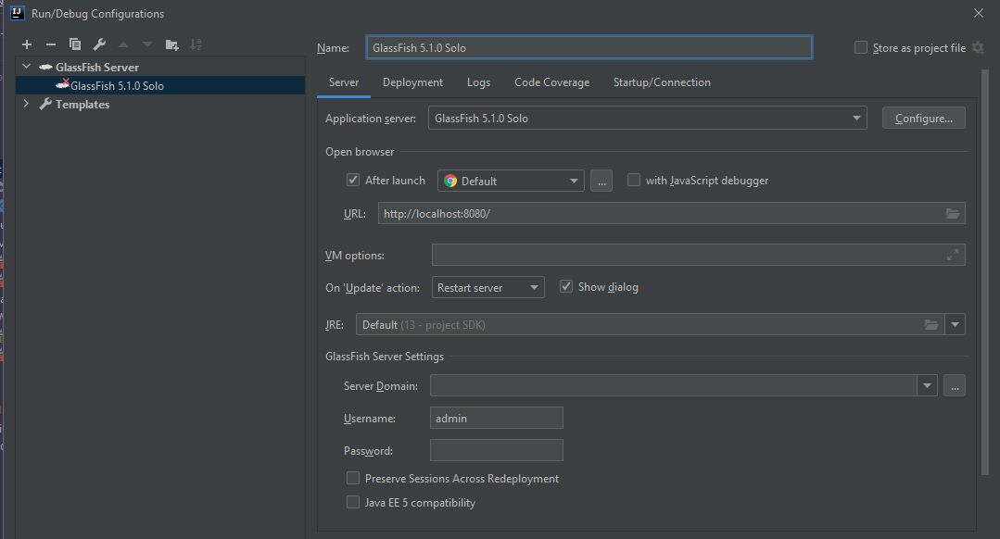 Run/Debug Configurations
GlassFish Server
GlassFish 5.1.0 Solo
Templates
Name: GlassFish 5.1.0 Solo
Store as project file
Server Deployment Logs Code Coverage Startup/Connection
Application server: GlassFish 5.1.0 Solo Configure...
Open browser
After launch Default ... with JavaScript debugger
URL: http://localhost:8080/
VM options:
On 'Update' action: Restart server Show dialog
JRE: Default (13 - project SDK)
GlassFish Server Settings
Server Domain: ...
Username: admin
Password:
Preserve Sessions Across Redeployment
Java EE 5 compatibility